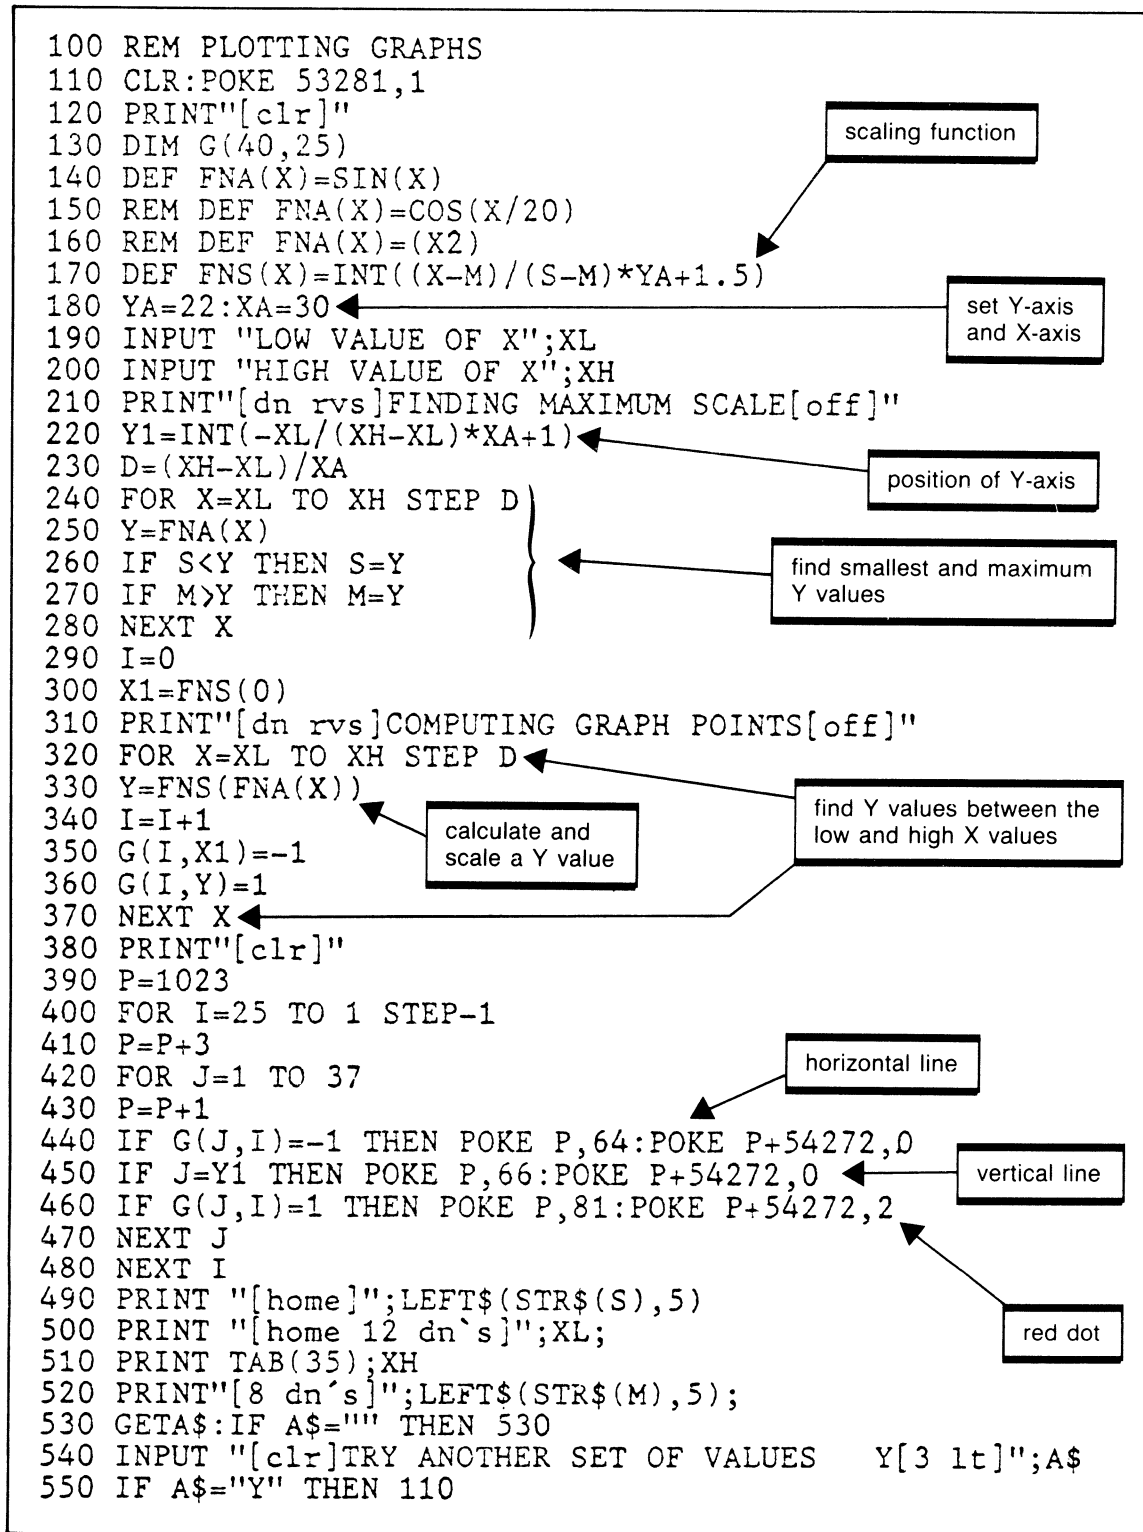 100 REM PLOTTING GRAPHS
110 CLR:POKE 53281,1
120 PRINT"[clr]"
scaling function
130 DIM G(40,25)
140 DEF FNA(X)=SIN(X)
150 REM DEF FNA(X)=COS(X/20)
160 REM DEF FNA(X)=(X2)
170 DEF FNS(X)=INT((X-M)/(S-M)*YA+1.5)
180 YA=22:XA=30
set Y-axis
and X-axis
190 INPUT "LOW VALUE OF X";XL
200 INPUT "HIGH VALUE OF X";XH
210 PRINT"[dn rvs]FINDING MAXIMUM SCALE[off]"
220 Y1=INT(-XL/(XH-XL)*XA+1)
position of Y-axis
230 D=(XH-XL)/XA
240 FOR X=XL TO XH STEP D
250 Y=FNA(X)
260 IF S<Y THEN S=Y
270 IF M>Y THEN M=Y
280 NEXT X
find smallest and maximum
Y values
290 I=0
300 X1=FNS(0)
310 PRINT"[dn rvs]COMPUTING GRAPH POINTS[off]"
320 FOR X=XL TO XH STEP D
330 Y=FNS(FNA(X))
find Y values between the
low and high X values
340 I=I+1
calculate and
scale a Y value
350 G(I,X1)=-1
360 G(I,Y)=1
370 NEXT X
380 PRINT"[clr]"
390 P=1023
400 FOR I=25 TO 1 STEP-1
410 P=P+3
horizontal line
420 FOR J=1 TO 37
430 P=P+1
440 IF G(J,I)=-1 THEN POKE P,64:POKE P+54272,0
450 IF J=Y1 THEN POKE P,66:POKE P+54272,0
vertical line
460 IF G(J,I)=1 THEN POKE P,81:POKE P+54272,2
470 NEXT J
480 NEXT I
490 PRINT "[home]";LEFT$(STR$(S),5)
500 PRINT "[home 12 dn`s]";XL;
red dot
510 PRINT TAB(35);XH
520 PRINT"[8 dn´s]";LEFT$(STR$(M),5);
530 GETA$:IF A$="" THEN 530
540 INPUT "[clr]TRY ANOTHER SET OF VALUES   Y[3 lt]";A$
550 IF A$="Y" THEN 110